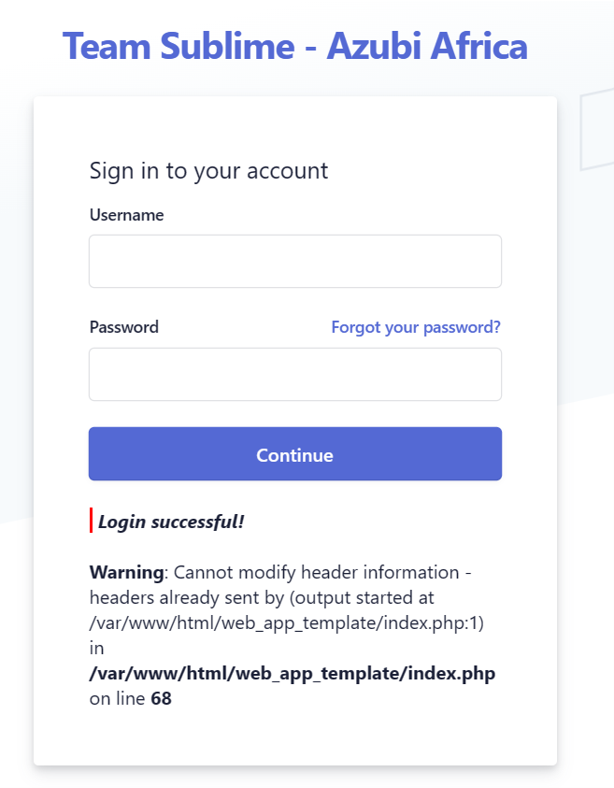 Team Sublime - Azubi Africa
Sign in to your account
Username
Password
Forgot your password?
Continue
Login successful!
Warning: Cannot modify header information -
headers already sent by (output started at
/var/www/html/web_app_template/index.php:1)
in
/var/www/html/web_app_template/index.php
on line 68